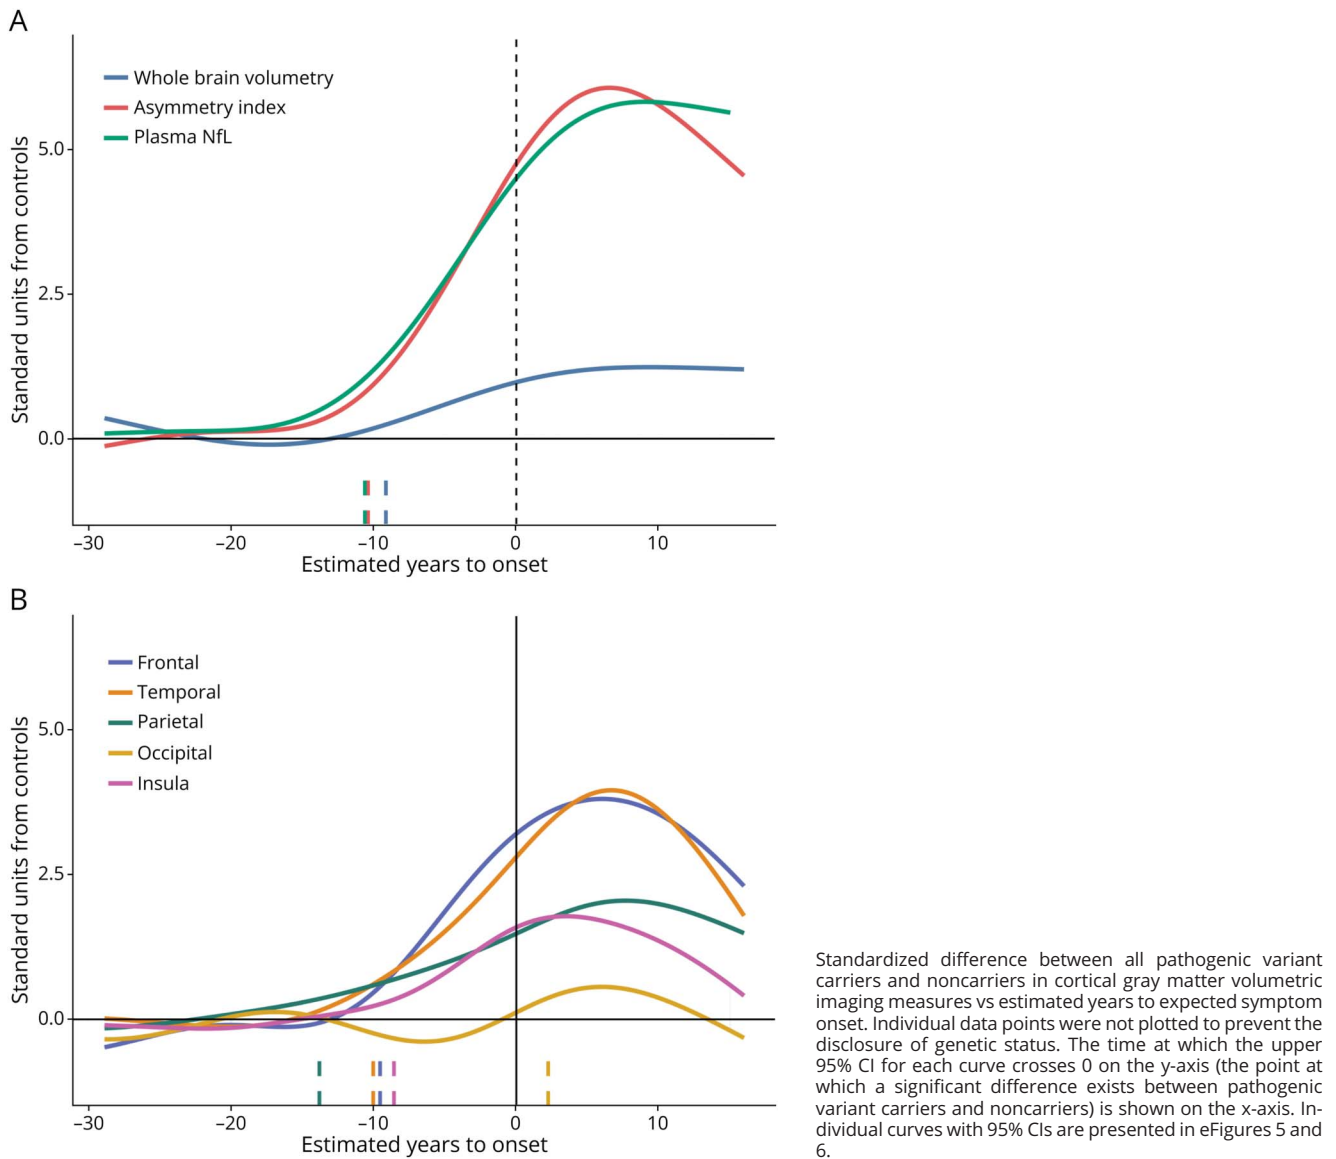 A
Whole brain volumetry
Asymmetry index
Plasma NfL
Standard units from controls
5.0
2.5
0.0
−30
−20
−10
0
10
Estimated years to onset
B
Frontal
Temporal
Parietal
Occipital
Insula
Standard units from controls
5.0
2.5
0.0
−30
−20
−10
0
10
Estimated years to onset
Standardized difference between all pathogenic variant
carriers and noncarriers in cortical gray matter volumetric
imaging measures vs estimated years to expected symptom
onset. Individual data points were not plotted to prevent the
disclosure of genetic status. The time at which the upper
95% CI for each curve crosses 0 on the y-axis (the point at
which a significant difference exists between pathogenic
variant carriers and noncarriers) is shown on the x-axis. In-
dividual curves with 95% CIs are presented in eFigures 5 and
6.